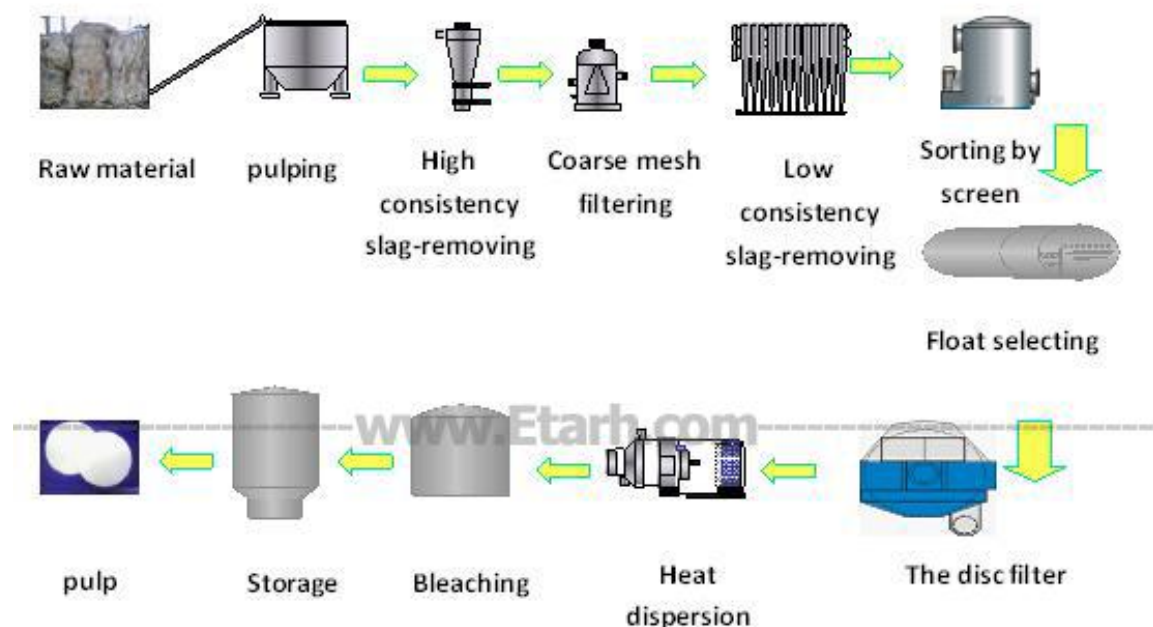 Raw material
pulping
High
consistency
slag-removing
Coarse mesh
filtering
Low
consistency
slag-removing
Sorting by
screen
Float selecting
www.Etarh.com
pulp
Storage
Bleaching
Heat
dispersion
The disc filter